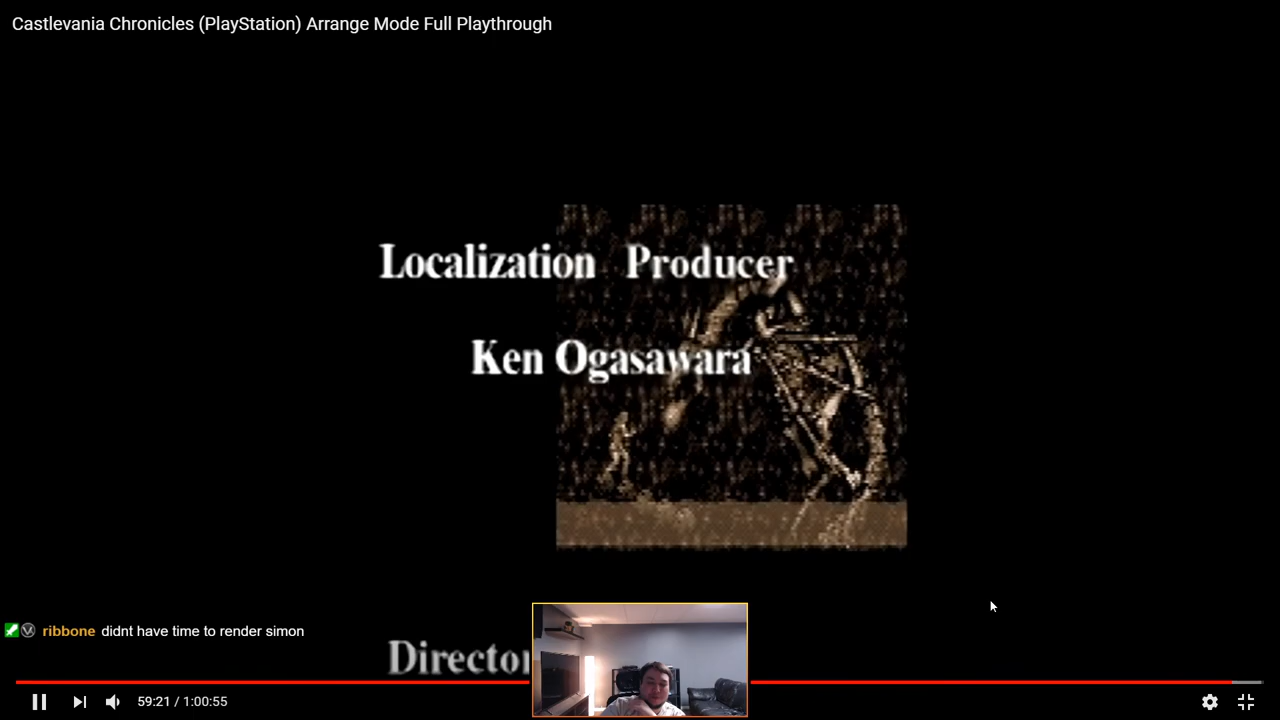 Castlevania Chronicles (PlayStation) Arrange Mode Full Playthrough
Localization Producer
Ken Ogasawara
ribbone didnt have time to render simon
Director
59:21 / 1:00:55